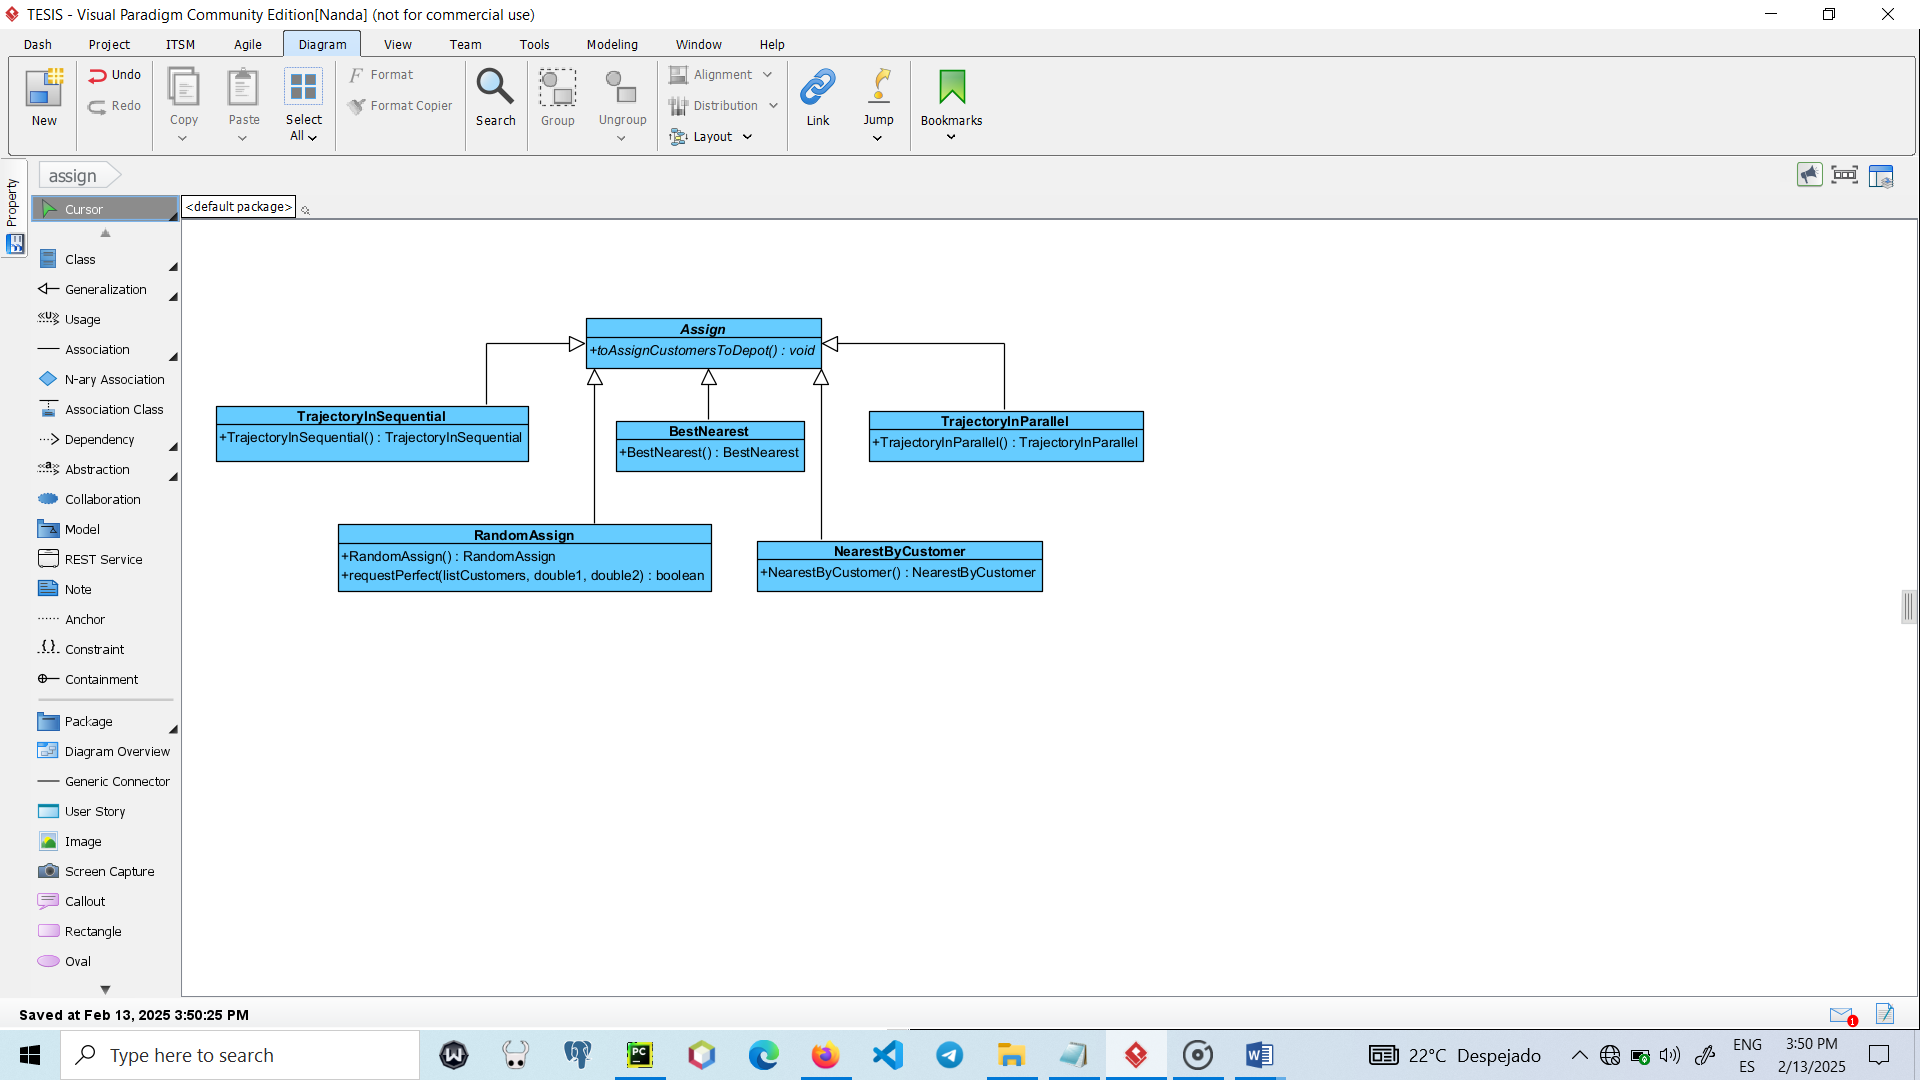 TESIS - Visual Paradigm Community Edition[Nanda] (not for commercial use)
Dash Project ITSM Agile Diagram View Team Tools Modeling Window Help
New
Undo
Redo
Copy
Paste
Select
All
Format
Format Copier
Search
Group
Ungroup
Alignment
Distribution
Layout
Link
Jump
Bookmarks
Property
assign
<default package>
Cursor
Class
Generalization
Usage
Association
N-ary Association
Association Class
Dependency
Abstraction
Collaboration
Model
REST Service
Note
Anchor
Constraint
Containment
Package
Diagram Overview
Generic Connector
User Story
Image
Screen Capture
Callout
Rectangle
Oval
Assign
+toAssignCustomersToDepot() : void
TrajectoryInSequential
+TrajectoryInSequential() : TrajectoryInSequential
BestNearest
+BestNearest() : BestNearest
TrajectoryInParallel
+TrajectoryInParallel() : TrajectoryInParallel
RandomAssign
+RandomAssign() : RandomAssign
+requestPerfect(listCustomers, double1, double2) : boolean
NearestByCustomer
+NearestByCustomer() : NearestByCustomer
Saved at Feb 13, 2025 3:50:25 PM
1
Type here to search
PC
22°C Despejado
ENG
ES
3:50 PM
2/13/2025